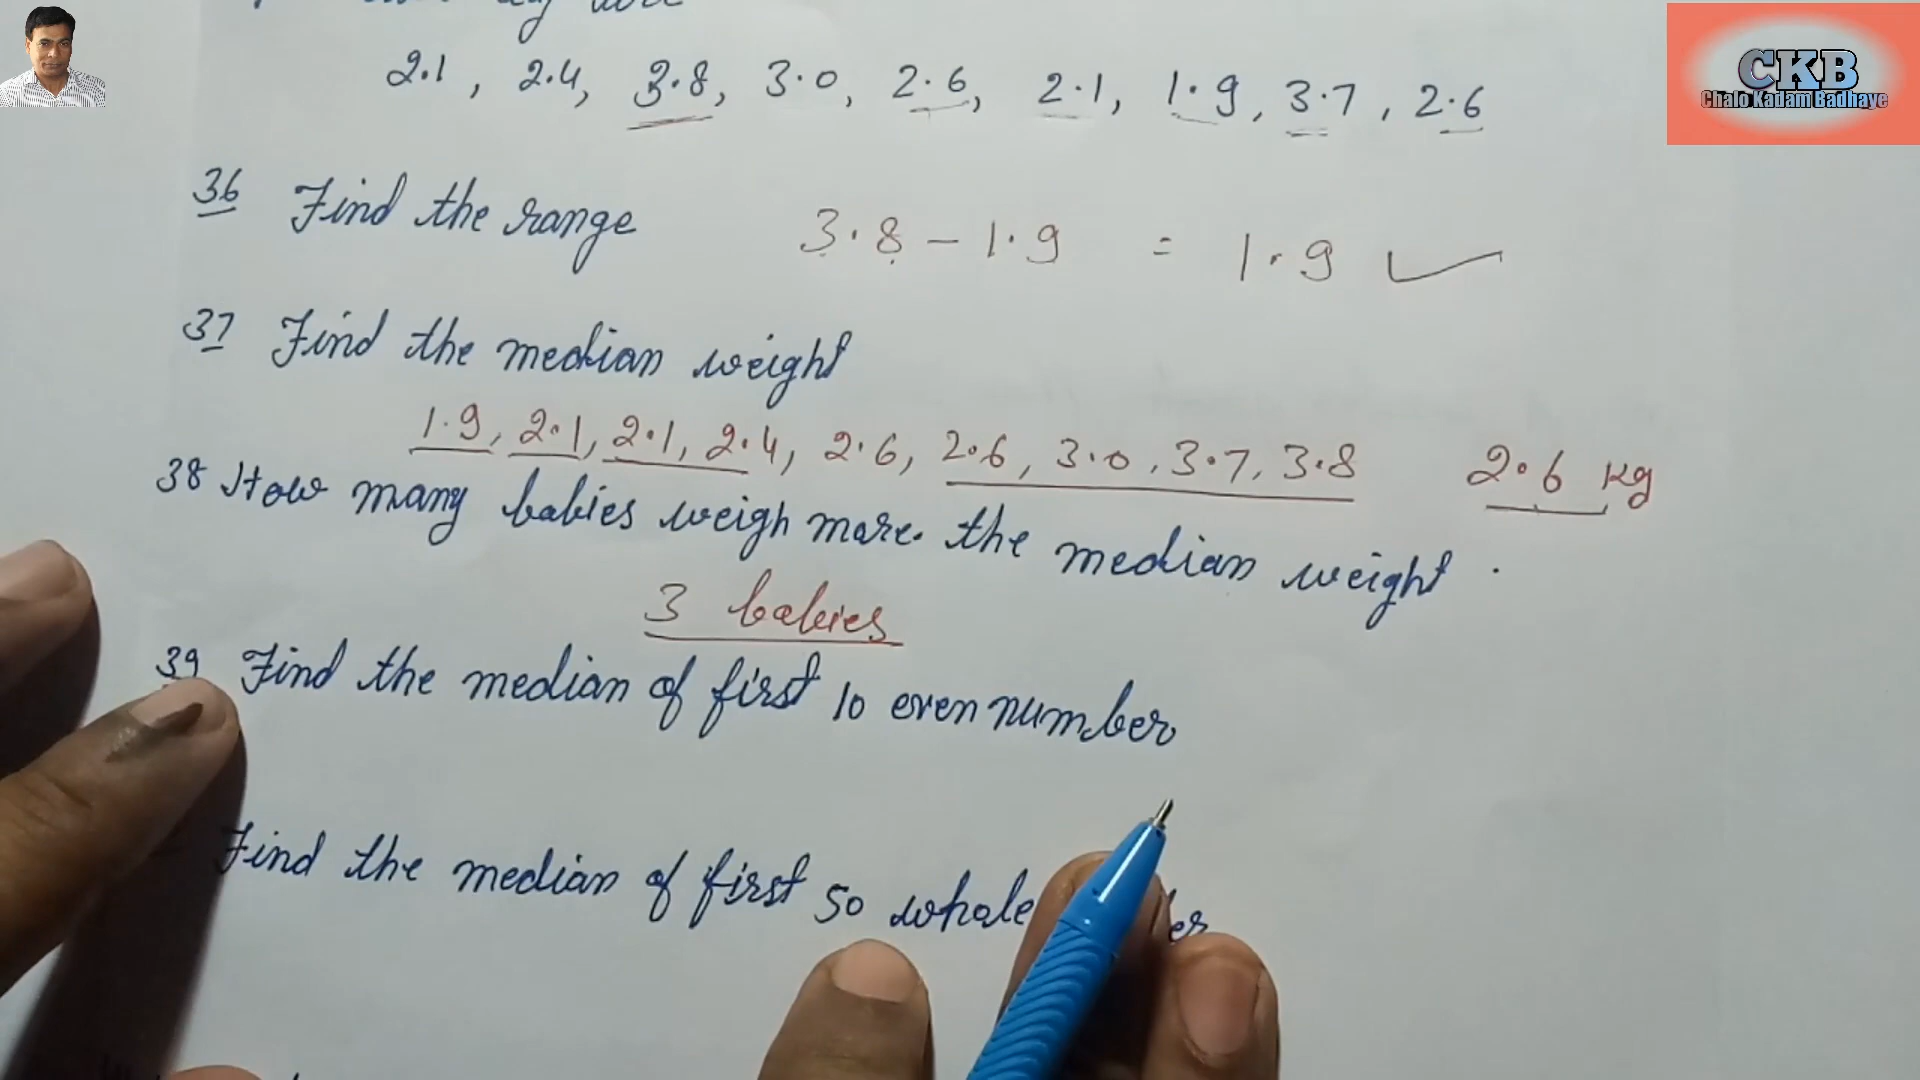 CKB
Chalo Kadam Badhaye
2.1, 2.4, 3.8, 3.0, 2.6, 2.1, 1.9, 3.7, 2.6
36 Find the range 3.8 - 1.9 = 1.9 ✓
37 Find the median weight
1.9, 2.1, 2.1, 2.4, 2.6, 2.6, 3.0, 3.7, 3.8 2.6 Kg
38 How many babies weigh more the median weight.
3 babies
39 Find the median of first 10 even number
Find the median of first 50 whole